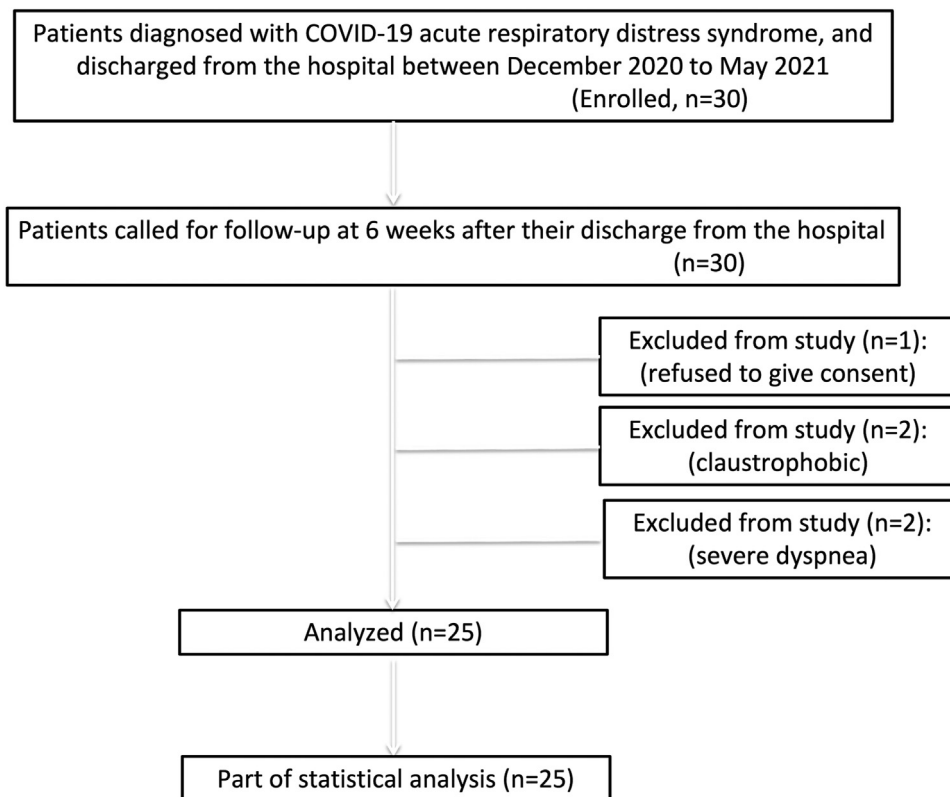 Patients diagnosed with COVID-19 acute respiratory distress syndrome, and
discharged from the hospital between December 2020 to May 2021
(Enrolled, n=30)
Patients called for follow-up at 6 weeks after their discharge from the hospital
(n=30)
Excluded from study (n=1):
(refused to give consent)
Excluded from study (n=2):
(claustrophobic)
Excluded from study (n=2):
(severe dyspnea)
Analyzed (n=25)
Part of statistical analysis (n=25)